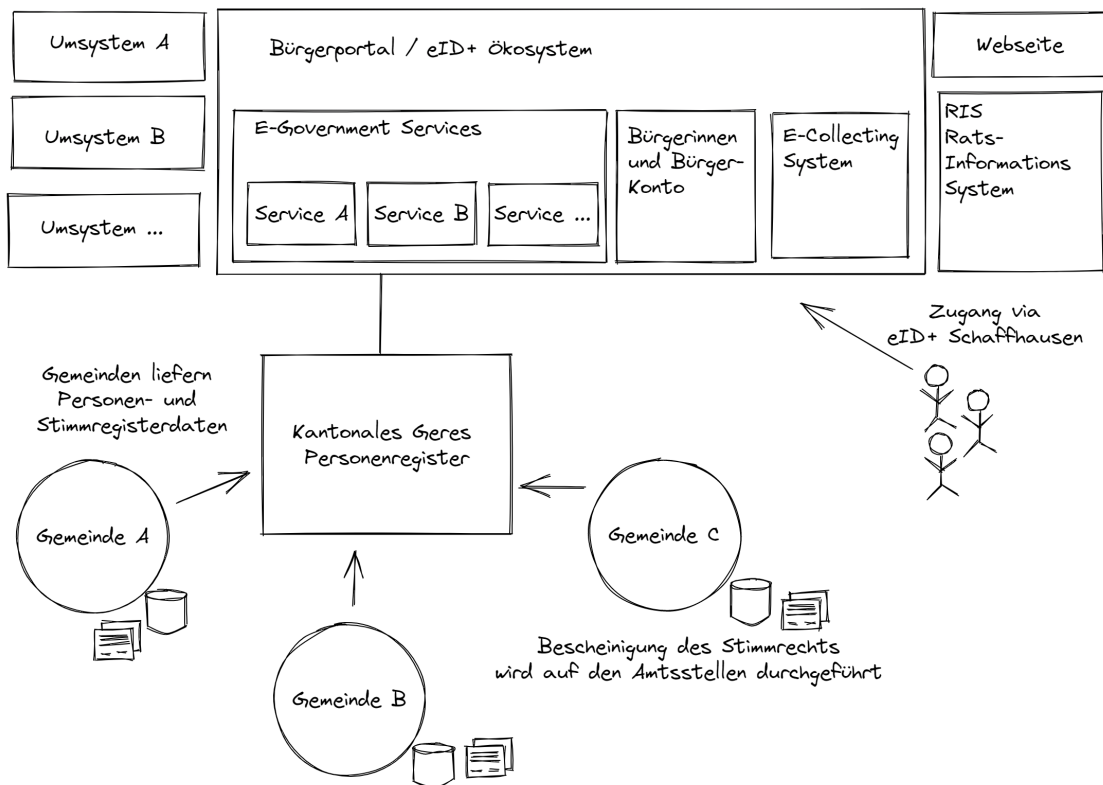 Umsystem A
Umsystem B
Umsystem ...
Bürgerportal / eID+ Ökosystem
E-Government Services
Service A
Service B
Service ...
Bürgerinnen
und Bürger-
Konto
E-Collecting
System
Webseite
RIS
Rats-
Informations
System
Zugang via
eID+ Schaffhausen
Gemeinden liefern
Personen- und
Stimmregisterdaten
Kantonales Geres
Personenregister
Gemeinde A
Gemeinde C
Bescheinigung des Stimmrechts
wird auf den Amtsstellen durchgeführt
Gemeinde B